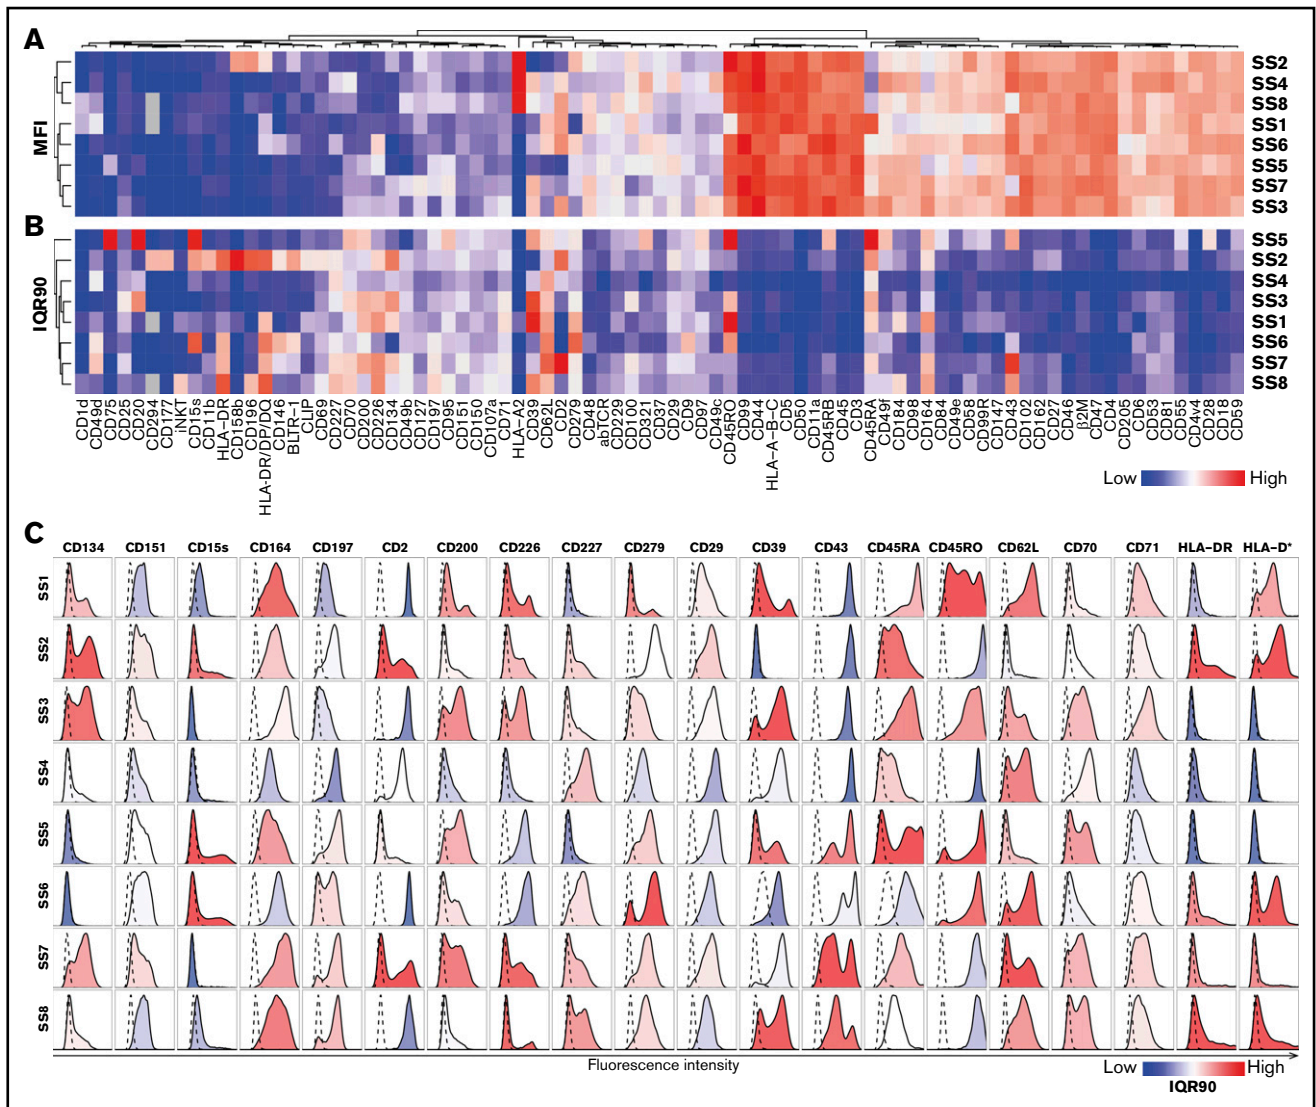 A
MFI
SS2
SS4
SS8
SS1
SS6
SS5
SS7
SS3
B
IQR90
SS5
SS2
SS4
SS3
SS1
SS6
SS7
SS8
CD1d
CD49d
CD75
CD25
CD20
CD294
CD177
iNKT
CD15s
CD11b
HLA-DR
CD158b
CD196
HLA-DR/DP/DQ
CD146
BLTR-1
CLIP
CD69
CD227
CD70
CD200
CD226
CD134
CD49b
CD127
CD197
CD95
CD151
CD150
CD107a
CD71
HLA-A2
CD39
CD62L
CD2
CD279
CD48
abTCR
CD229
CD100
CD321
CD37
CD29
CD9
CD97
CD49c
CD45RO
CD99
CD44
HLA-A-B-C
CD5
CD50
CD11a
CD45RB
CD45
CD3
CD45RA
CD49f
CD184
CD98
CD164
CD84
CD49e
CD58
CD99R
CD147
CD43
CD102
CD162
CD27
CD46
β2M
CD47
CD4
CD205
CD6
CD53
CD81
CD55
CD4v4
CD28
CD18
CD59
Low High
C
CD134 CD151 CD15s CD164 CD197 CD2 CD200 CD226 CD227 CD279 CD29 CD39 CD43 CD45RA CD45RO CD62L CD70 CD71 HLA-DR HLA-D*
SS1
SS2
SS3
SS4
SS5
SS6
SS7
SS8
Fluorescence intensity
Low High
IQR90